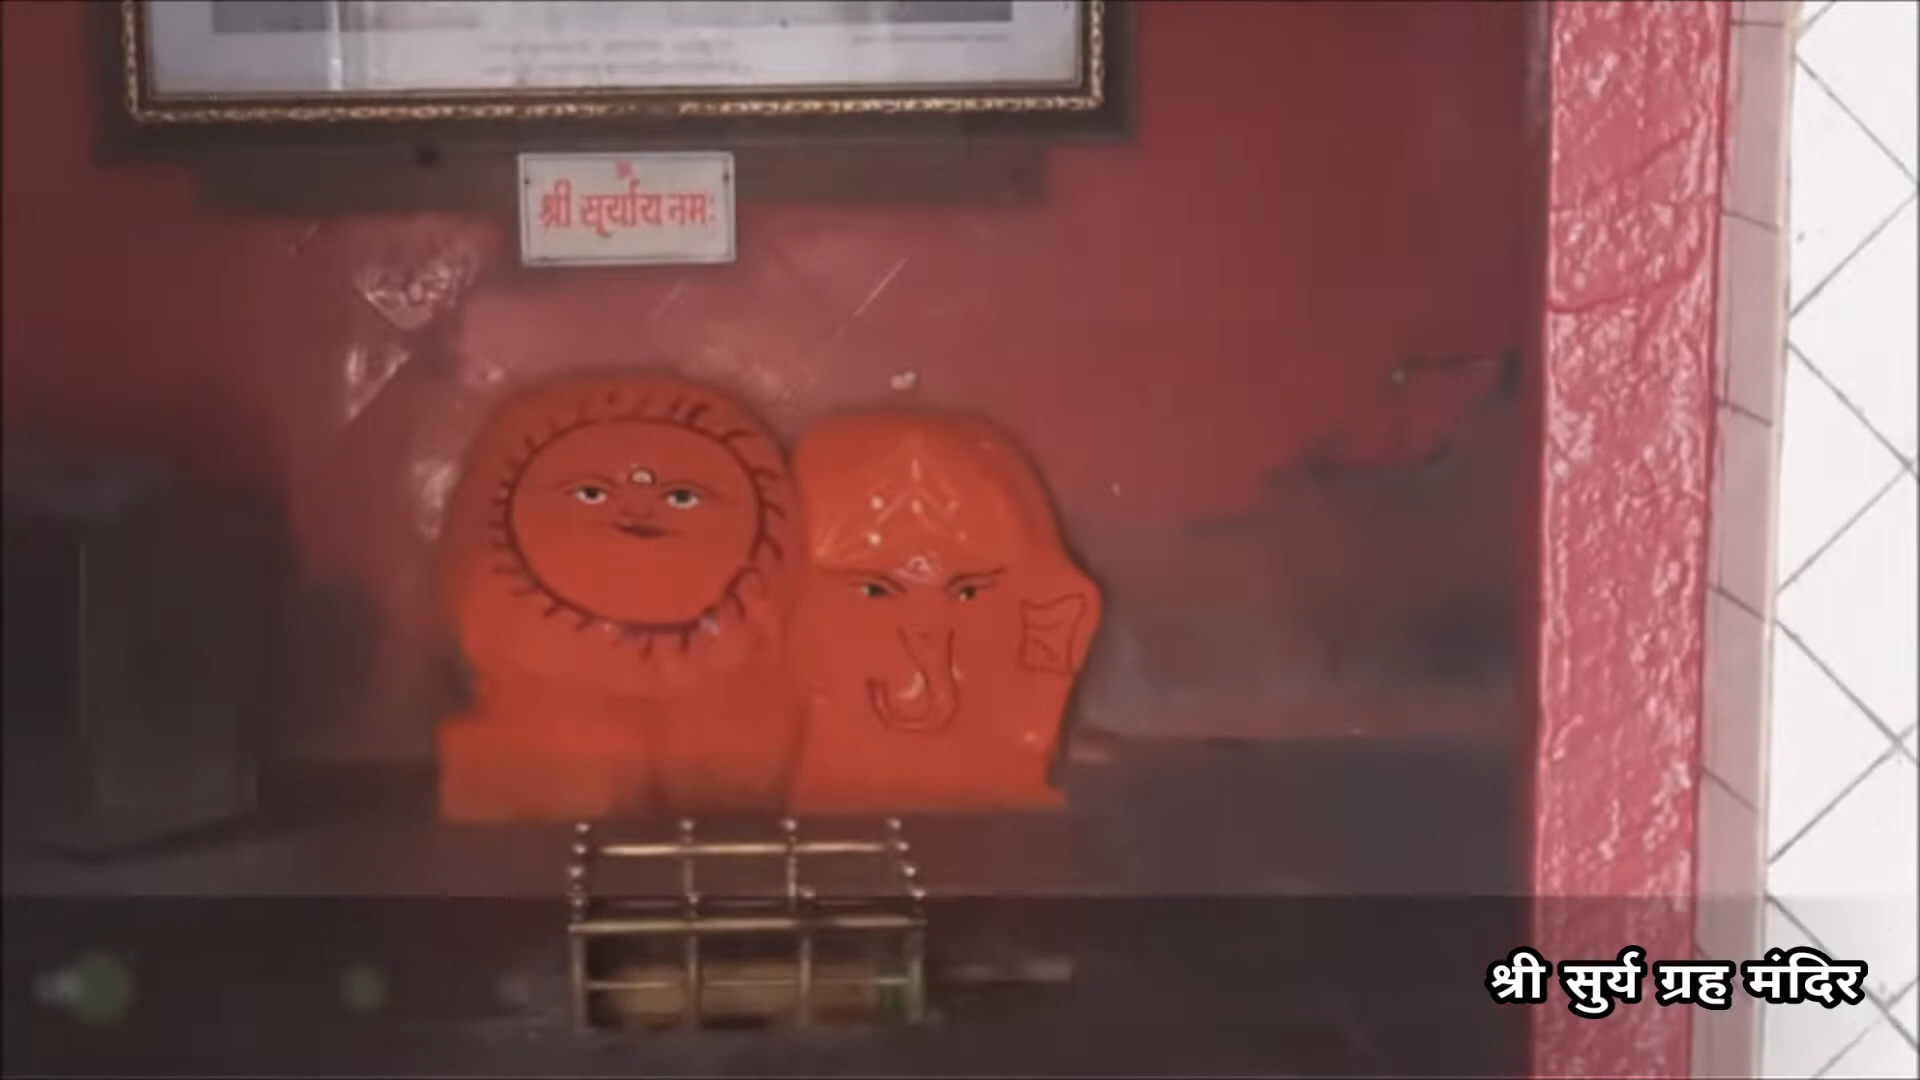 ॐ
श्री सूर्याय नमः
श्री सुर्य ग्रह मंदिर